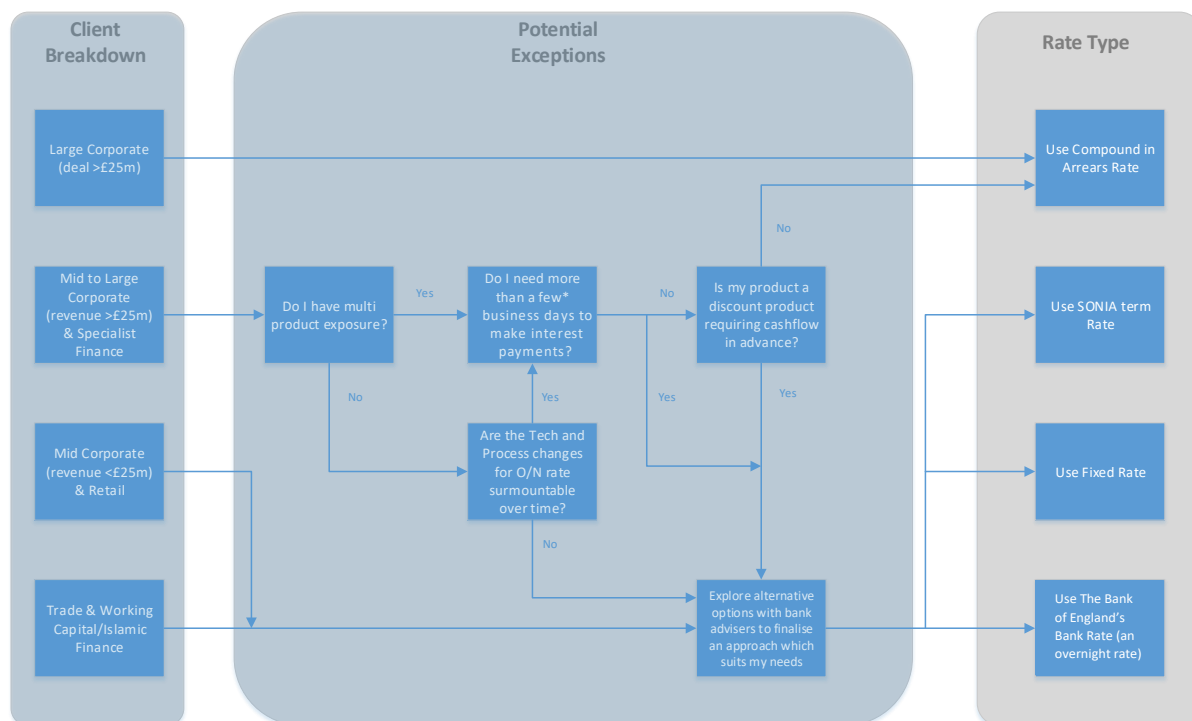 Client
Breakdown
Potential
Exceptions
Rate Type
Large Corporate
(deal >£25m)
Use Compound in
Arrears Rate
No
Mid to Large
Corporate
(revenue >£25m)
& Specialist
Finance
Do I have multi
product exposure?
Yes
Do I need more
than a few*
business days to
make interest
payments?
No
Is my product a
discount product
requiring cashflow
in advance?
Use SONIA term
Rate
No
Yes
Yes
Yes
Mid Corporate
(revenue <£25m)
& Retail
Are the Tech and
Process changes
for O/N rate
surmountable
over time?
Use Fixed Rate
No
Trade & Working
Capital/Islamic
Finance
Explore alternative
options with bank
advisers to finalise
an approach which
suits my needs
Use The Bank
of England's
Bank Rate (an
overnight rate)